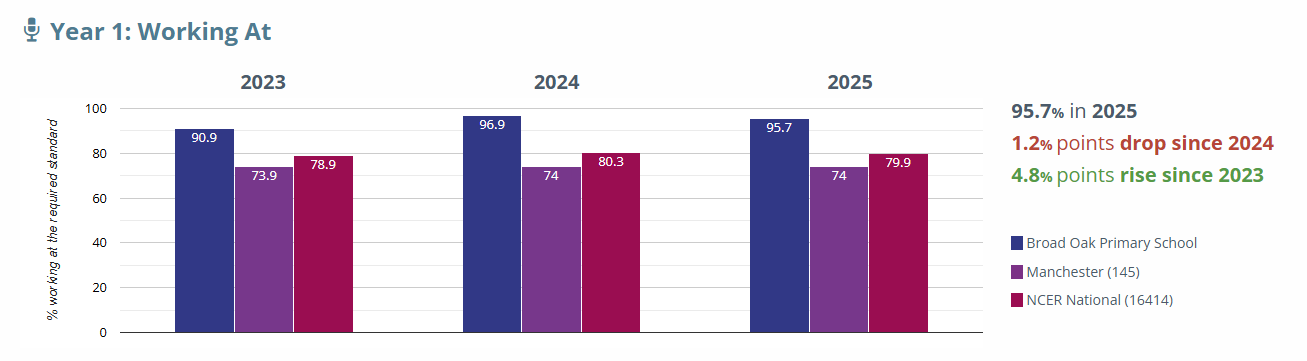 Year 1: Working At
2023 2024 2025
% working at the required standard
100
80
60
40
20
0
90.9 73.9 78.9
96.9 74 80.3
95.7 74 79.9
95.7% in 2025
1.2% points drop since 2024
4.8% points rise since 2023
Broad Oak Primary School
Manchester (145)
NCER National (16414)